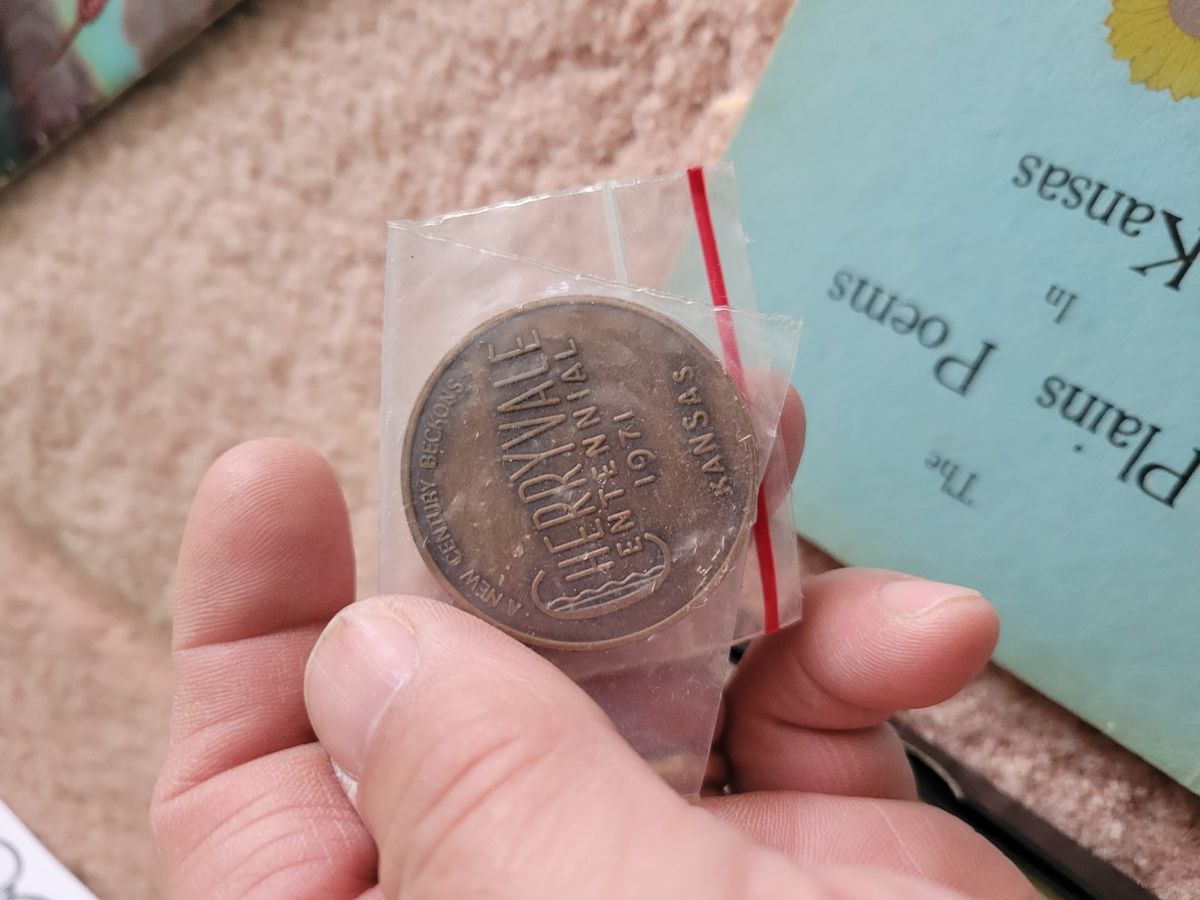 A NEW CENTURY BECKONS
CHERRYVALE
CENTENNIAL
1971
KANSAS
The
Plains Poems
In
Kansas